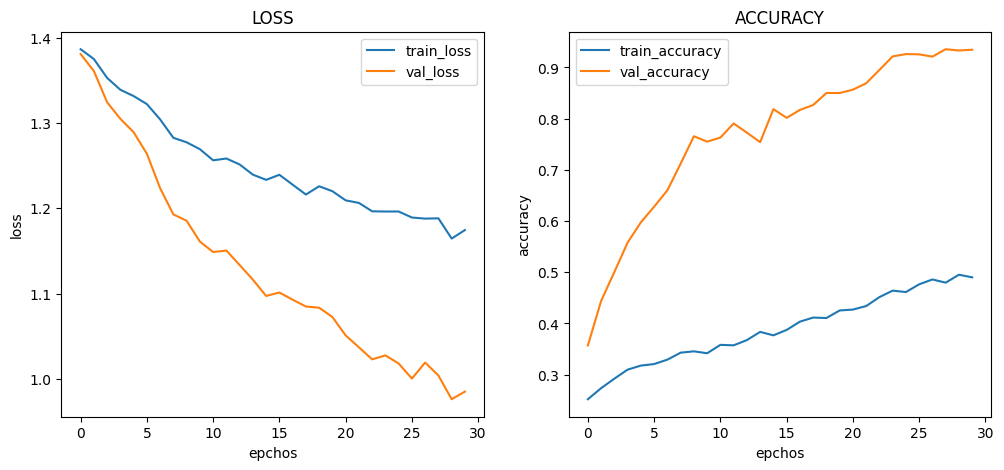 LOSS
train_loss
val_loss
1.4
1.3
1.2
1.1
1.0
loss
0 5 10 15 20 25 30
epchos
ACCURACY
train_accuracy
val_accuracy
0.9
0.8
0.7
0.6
0.5
0.4
0.3
accuracy
0 5 10 15 20 25 30
epchos